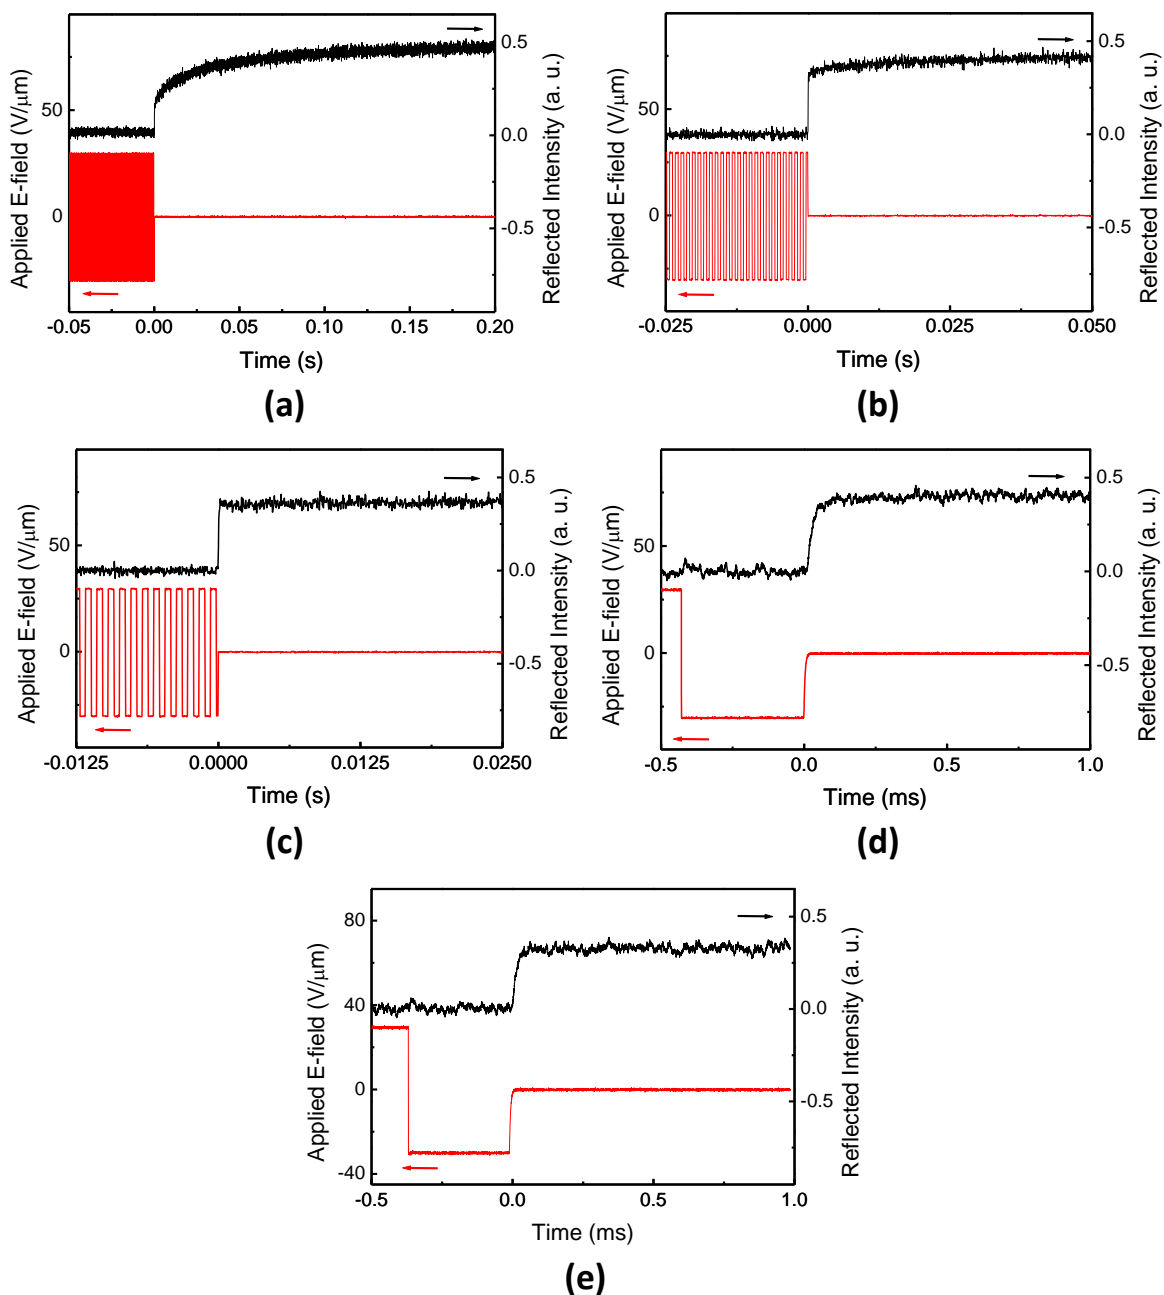 Applied E-field (V/μm)
50
0
0.5
0.0
-0.5
Reflected Intensity (a. u.)
-0.05 0.00 0.05 0.10 0.15 0.20
Time (s)
(a)
Applied E-field (V/μm)
50
0
0.5
0.0
-0.5
Reflected Intensity (a. u.)
-0.025 0.000 0.025 0.050
Time (s)
(b)
Applied E-field (V/μm)
50
0
0.5
0.0
-0.5
Reflected Intensity (a. u.)
-0.0125 0.0000 0.0125 0.0250
Time (s)
(c)
Applied E-field (V/μm)
50
0
0.5
0.0
-0.5
Reflected Intensity (a. u.)
-0.5 0.0 0.5 1.0
Time (ms)
(d)
Applied E-field (V/μm)
80
40
0
-40
0.5
0.0
-0.5
Reflected Intensity (a. u.)
-0.5 0.0 0.5 1.0
Time (ms)
(e)